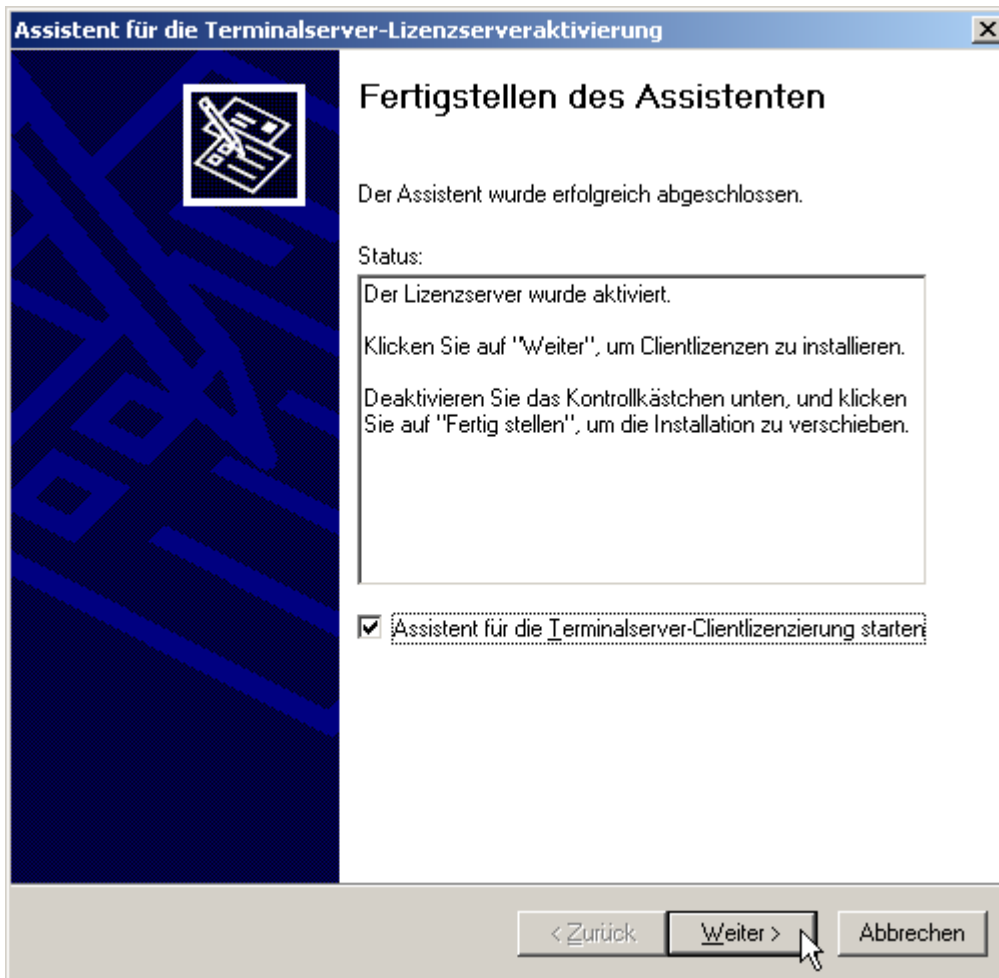 Assistent für die Terminalserver-Lizenzserveraktivierung
Fertigstellen des Assistenten
Der Assistent wurde erfolgreich abgeschlossen.
Status:
Der Lizenzserver wurde aktiviert.
Klicken Sie auf "Weiter", um Clientlizenzen zu installieren.
Deaktivieren Sie das Kontrollkästchen unten, und klicken
Sie auf "Fertig stellen", um die Installation zu verschieben.
Assistent für die Terminalserver-Clientlizenzierung starten
< Zurück
Weiter >
Abbrechen